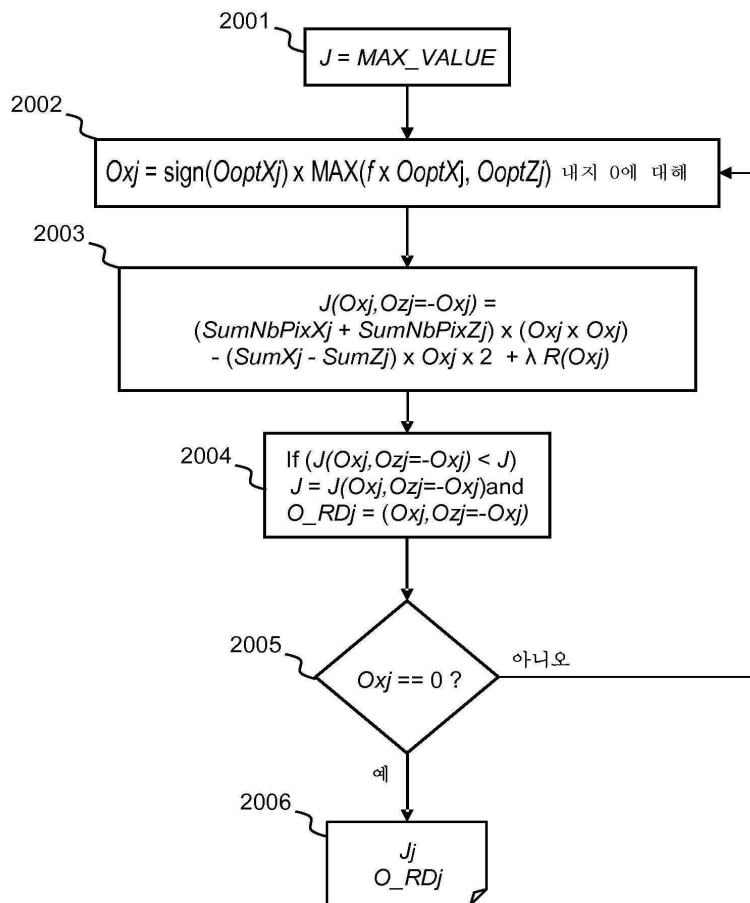 2001
J = MAX_VALUE
2002
Oxj = sign(OoptXj) x MAX(f x OoptXj, OoptZj) 내지 0에 대해
2003
J(Oxj,Ozj=-Oxj) =
(SumNbPixXj + SumNbPixZj) x (Oxj x Oxj)
- (SumXj - SumZj) x Oxj x 2 + λ R(Oxj)
2004
If (J(Oxj,Ozj=-Oxj) < J)
J = J(Oxj,Ozj=-Oxj)and
O_RDj = (Oxj,Ozj=-Oxj)
2005
Oxj == 0 ?
아니오
예
2006
Jj
O_RDj